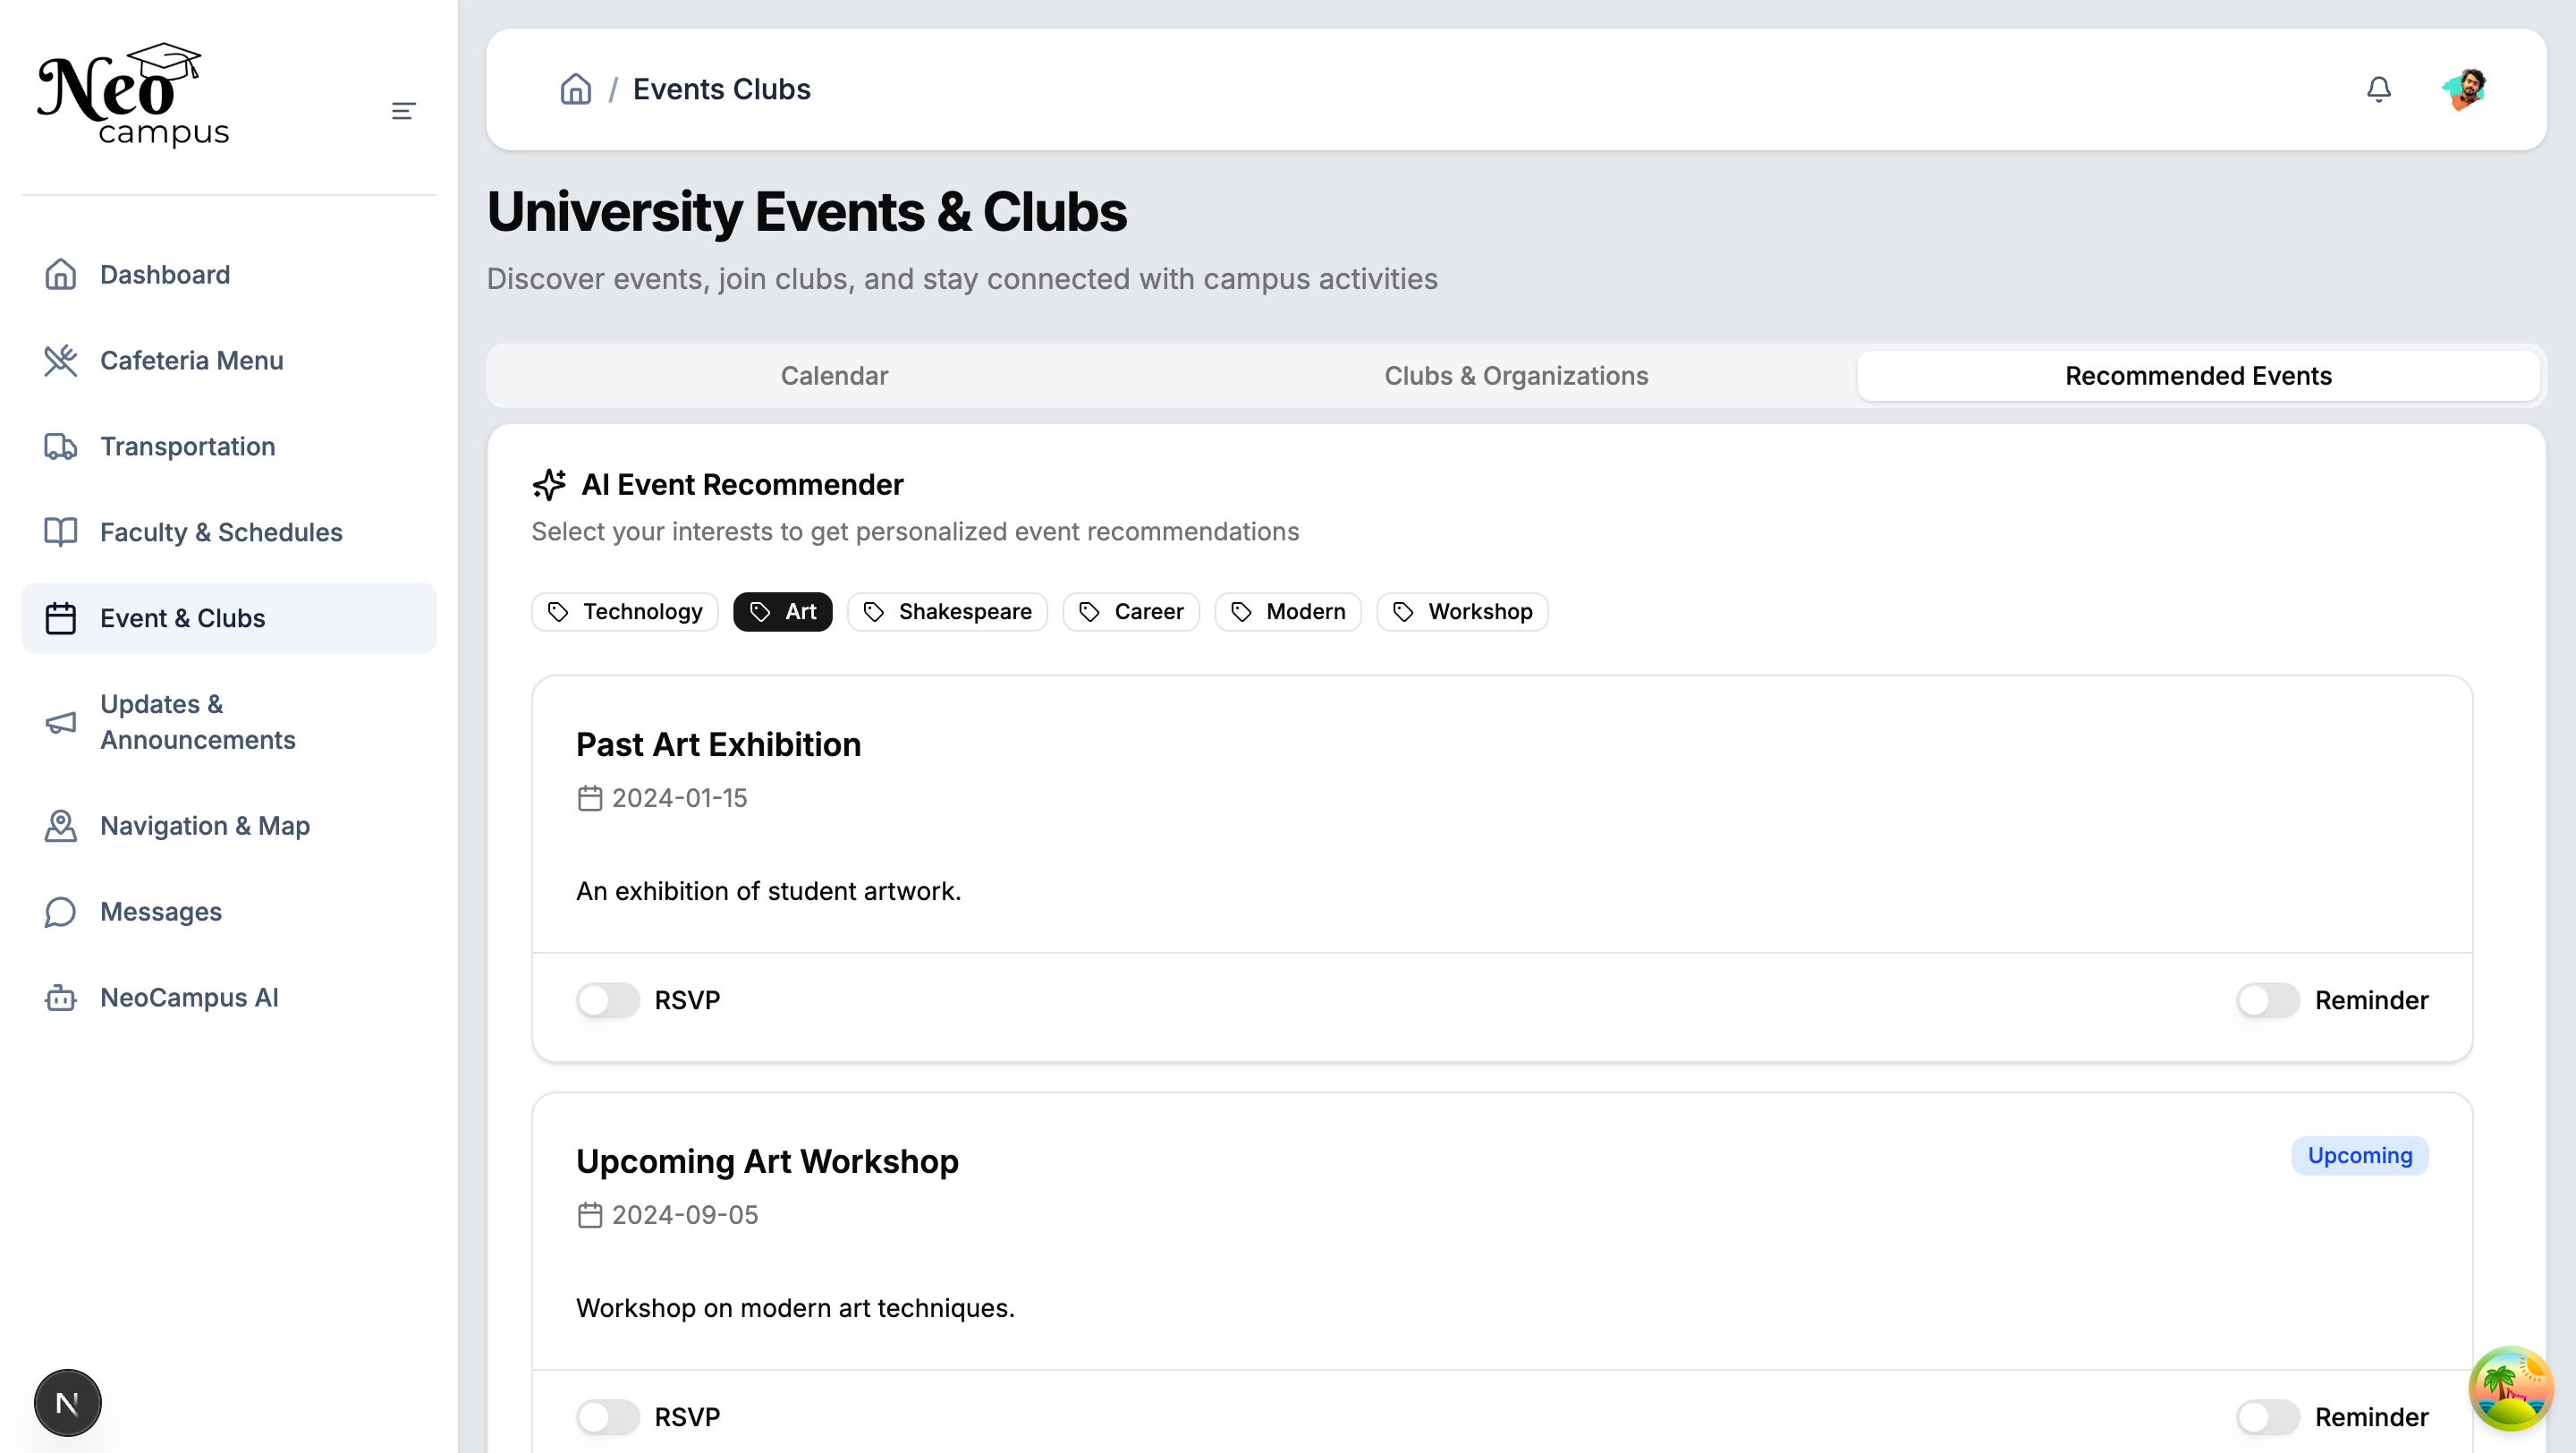 Neo
campus
Dashboard
Cafeteria Menu
Transportation
Faculty & Schedules
Event & Clubs
Updates &
Announcements
Navigation & Map
Messages
NeoCampus AI
N
/ Events Clubs
University Events & Clubs
Discover events, join clubs, and stay connected with campus activities
Calendar
Clubs & Organizations
Recommended Events
AI Event Recommender
Select your interests to get personalized event recommendations
Technology Art Shakespeare Career Modern Workshop
Past Art Exhibition
2024-01-15
An exhibition of student artwork.
RSVP Reminder
Upcoming Art Workshop Upcoming
2024-09-05
Workshop on modern art techniques.
RSVP Reminder